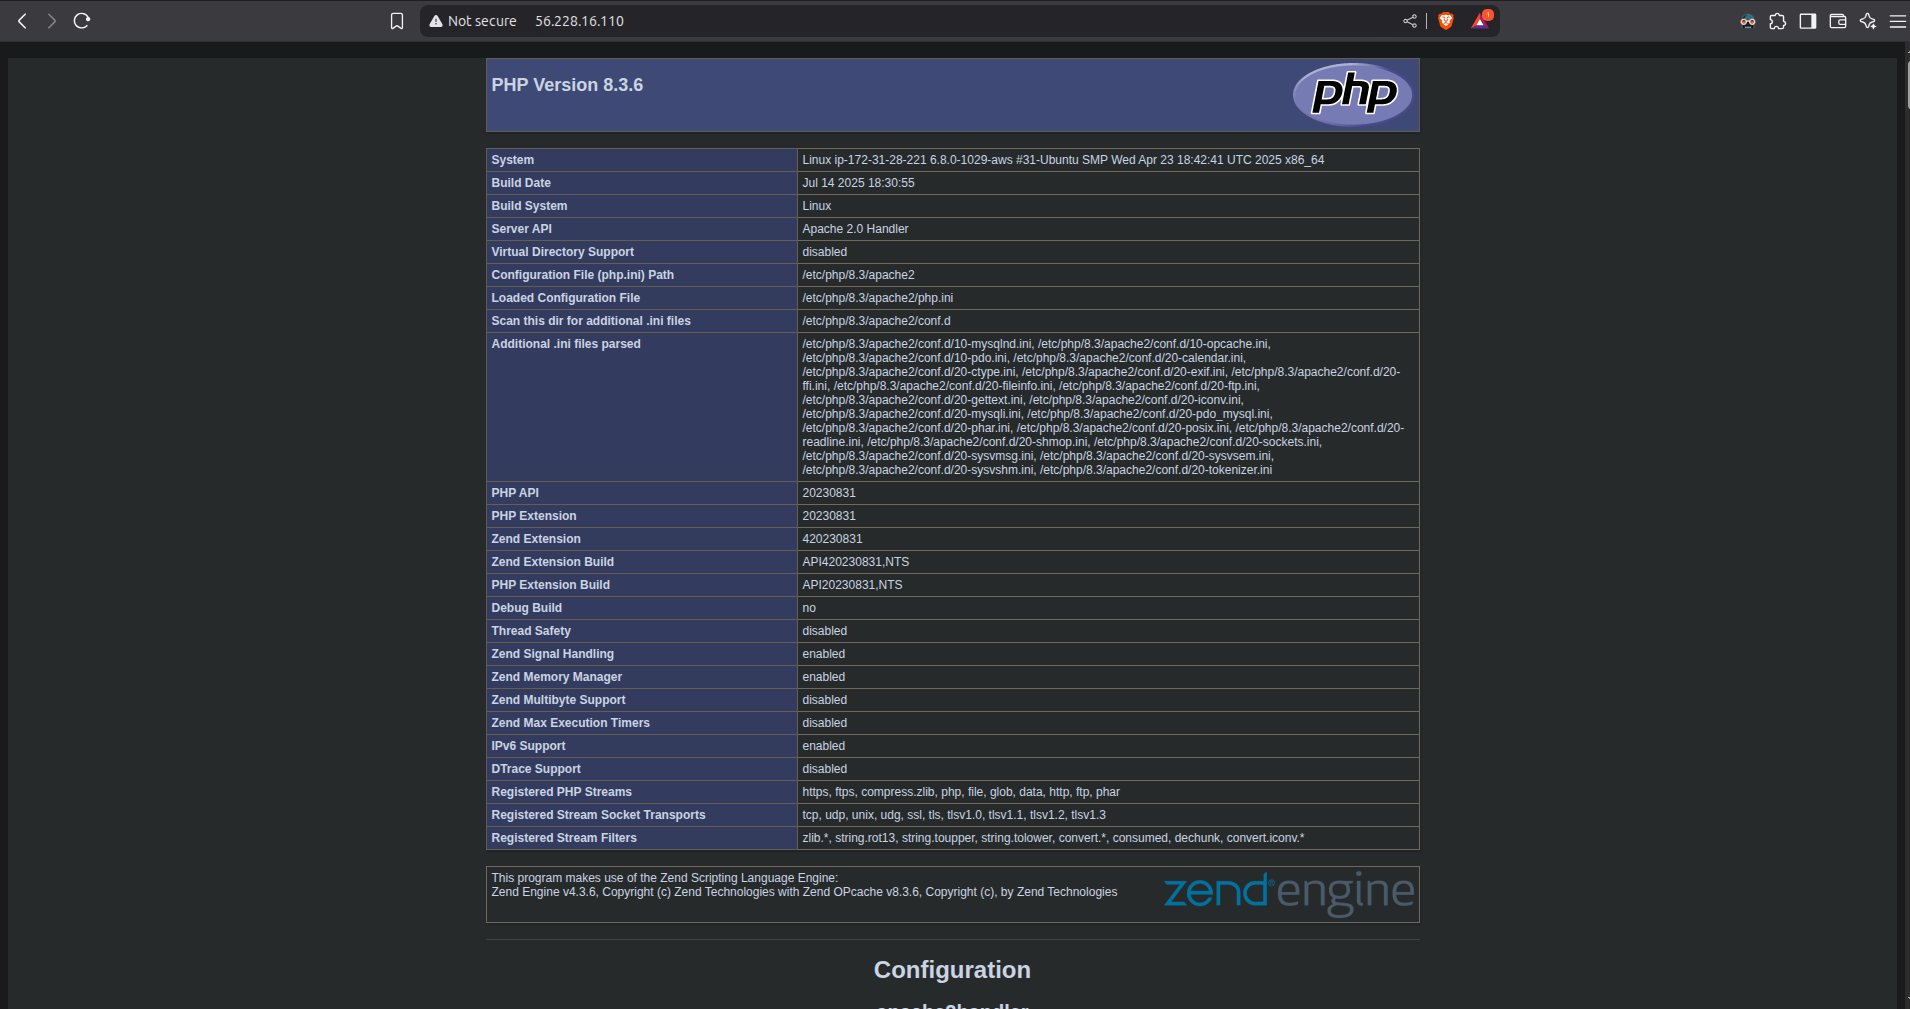 Not secure 56.228.16.110
1
PHP Version 8.3.6
php
System Linux ip-172-31-28-221 6.8.0-1029-aws #31-Ubuntu SMP Wed Apr 23 18:42:41 UTC 2025 x86_64
Build Date Jul 14 2025 18:30:55
Build System Linux
Server API Apache 2.0 Handler
Virtual Directory Support disabled
Configuration File (php.ini) Path /etc/php/8.3/apache2
Loaded Configuration File /etc/php/8.3/apache2/php.ini
Scan this dir for additional .ini files /etc/php/8.3/apache2/conf.d
Additional .ini files parsed /etc/php/8.3/apache2/conf.d/10-mysqlnd.ini, /etc/php/8.3/apache2/conf.d/10-opcache.ini,
/etc/php/8.3/apache2/conf.d/10-pdo.ini, /etc/php/8.3/apache2/conf.d/20-calendar.ini,
/etc/php/8.3/apache2/conf.d/20-ctype.ini, /etc/php/8.3/apache2/conf.d/20-exif.ini, /etc/php/8.3/apache2/conf.d/20-
ffi.ini, /etc/php/8.3/apache2/conf.d/20-fileinfo.ini, /etc/php/8.3/apache2/conf.d/20-ftp.ini,
/etc/php/8.3/apache2/conf.d/20-gettext.ini, /etc/php/8.3/apache2/conf.d/20-iconv.ini,
/etc/php/8.3/apache2/conf.d/20-mysqli.ini, /etc/php/8.3/apache2/conf.d/20-pdo_mysql.ini,
/etc/php/8.3/apache2/conf.d/20-phar.ini, /etc/php/8.3/apache2/conf.d/20-posix.ini, /etc/php/8.3/apache2/conf.d/20-
readline.ini, /etc/php/8.3/apache2/conf.d/20-shmop.ini, /etc/php/8.3/apache2/conf.d/20-sockets.ini,
/etc/php/8.3/apache2/conf.d/20-sysvmsg.ini, /etc/php/8.3/apache2/conf.d/20-sysvsem.ini,
/etc/php/8.3/apache2/conf.d/20-sysvshm.ini, /etc/php/8.3/apache2/conf.d/20-tokenizer.ini
PHP API 20230831
PHP Extension 20230831
Zend Extension 420230831
Zend Extension Build API420230831,NTS
PHP Extension Build API20230831,NTS
Debug Build no
Thread Safety disabled
Zend Signal Handling enabled
Zend Memory Manager enabled
Zend Multibyte Support disabled
Zend Max Execution Timers disabled
IPv6 Support enabled
DTrace Support disabled
Registered PHP Streams https, ftps, compress.zlib, php, file, glob, data, http, ftp, phar
Registered Stream Socket Transports tcp, udp, unix, udg, ssl, tls, tlsv1.0, tlsv1.1, tlsv1.2, tlsv1.3
Registered Stream Filters zlib.*, string.rot13, string.toupper, string.tolower, convert.*, consumed, dechunk, convert.iconv.*
This program makes use of the Zend Scripting Language Engine:
Zend Engine v4.3.6, Copyright (c) Zend Technologies with Zend OPcache v8.3.6, Copyright (c), by Zend Technologies
zend® engine
Configuration
apache2handler